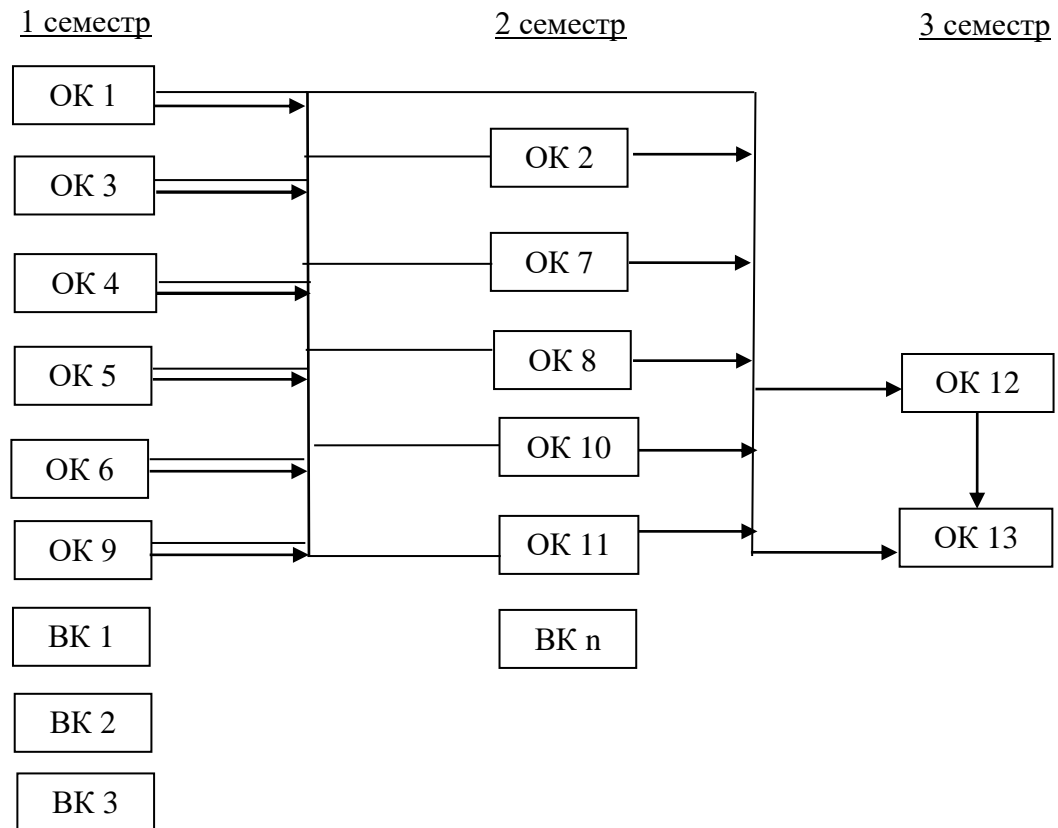 1 семестр
2 семестр
3 семестр
ОК 1
ОК 2
ОК 3
ОК 7
ОК 4
ОК 8
ОК 5
ОК 12
ОК 10
ОК 6
ОК 11
ОК 13
ОК 9
ВК 1
ВК n
ВК 2
ВК 3